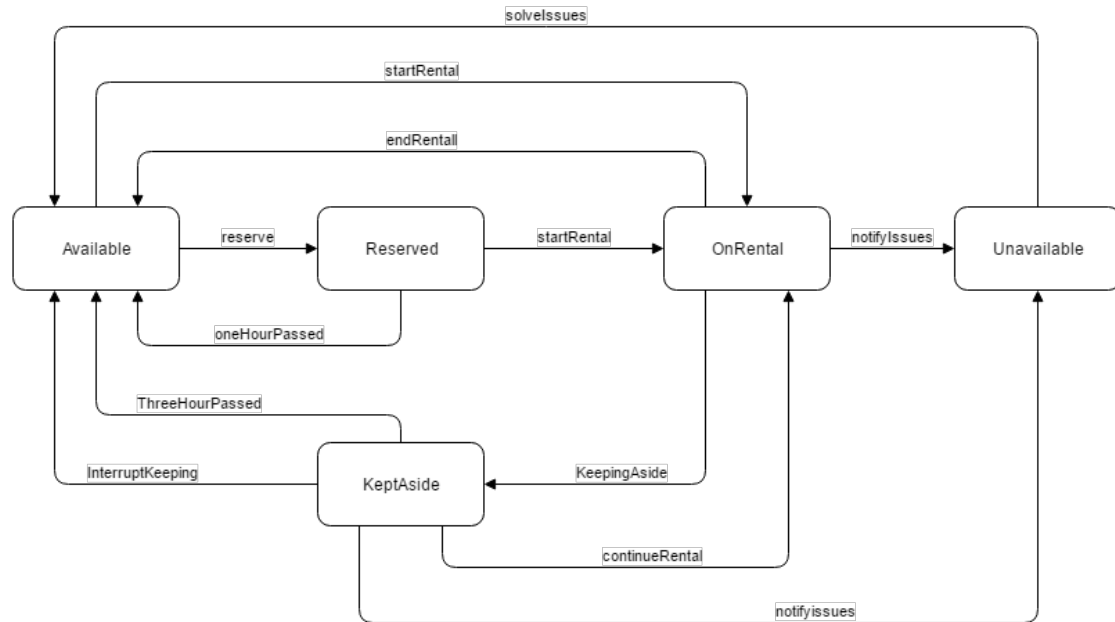 solveIssues
startRental
endRentall
Available
reserve
Reserved
startRental
OnRental
notifyIssues
Unavailable
oneHourPassed
ThreeHourPassed
InterruptKeeping
KeptAside
KeepingAside
continueRental
notifyissues